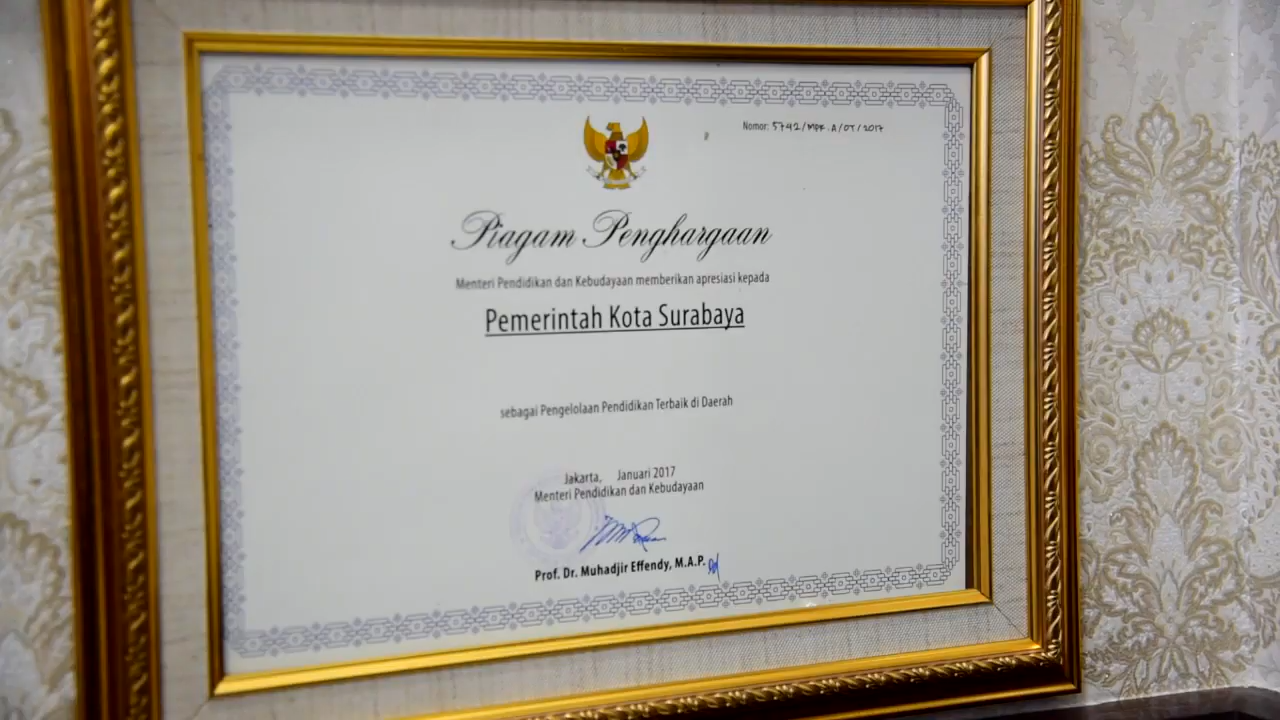 Nomor: 5742/MPK.A/OT/2017
Piagam Penghargaan
Menteri Pendidikan dan Kebudayaan memberikan apresiasi kepada
Pemerintah Kota Surabaya
sebagai Pengelolaan Pendidikan Terbaik di Daerah
Jakarta, Januari 2017
Menteri Pendidikan dan Kebudayaan
Prof. Dr. Muhadjir Effendy, M.A.P.